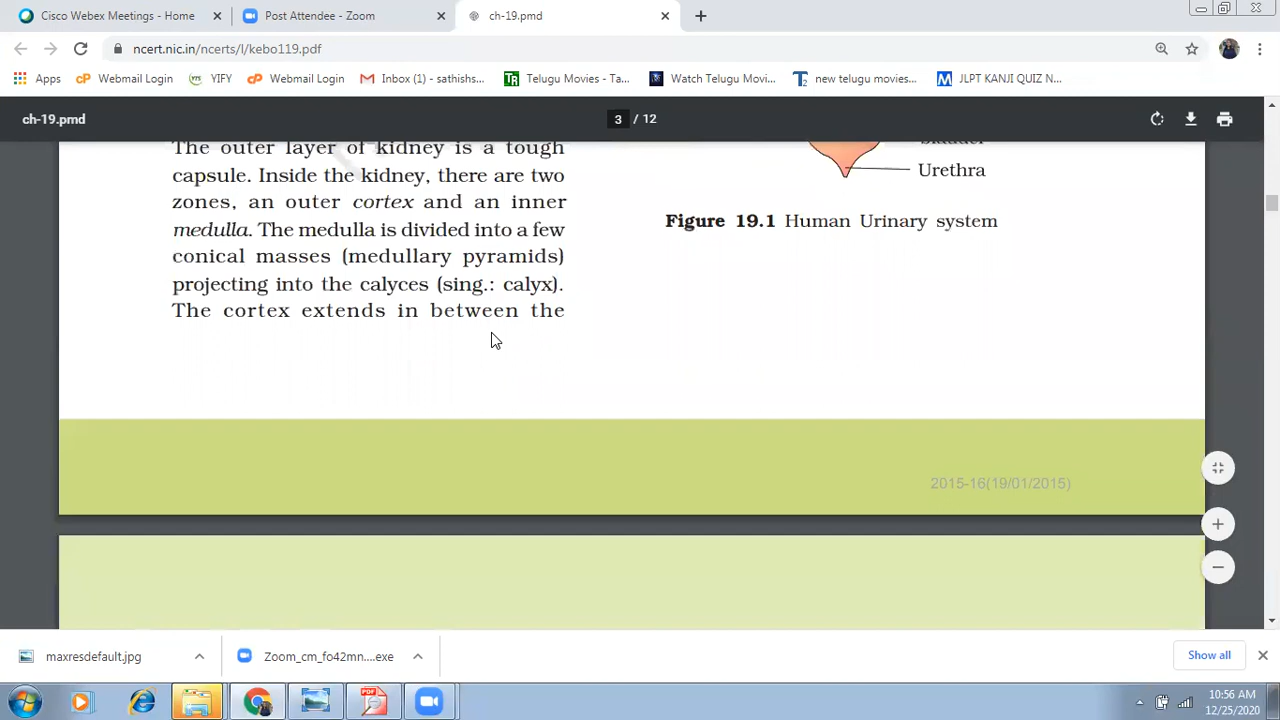 Cisco Webex Meetings - Home
Post Attendee - Zoom
ch-19.pmd
ncert.nic.in/ncerts/l/kebo119.pdf
Apps
Webmail Login
YIFY
Webmail Login
Inbox (1) - sathishs...
Telugu Movies - Ta...
Watch Telugu Movi...
new telugu movies...
JLPT KANJI QUIZ N...
ch-19.pmd
3 / 12
The outer layer of kidney is a tough
capsule. Inside the kidney, there are two
zones, an outer cortex and an inner
medulla. The medulla is divided into a few
conical masses (medullary pyramids)
projecting into the calyces (sing.: calyx).
The cortex extends in between the
Urethra
Figure 19.1 Human Urinary system
2015-16(19/01/2015)
maxresdefault.jpg
Zoom_cm_fo42mn....exe
Show all
10:56 AM
12/25/2020